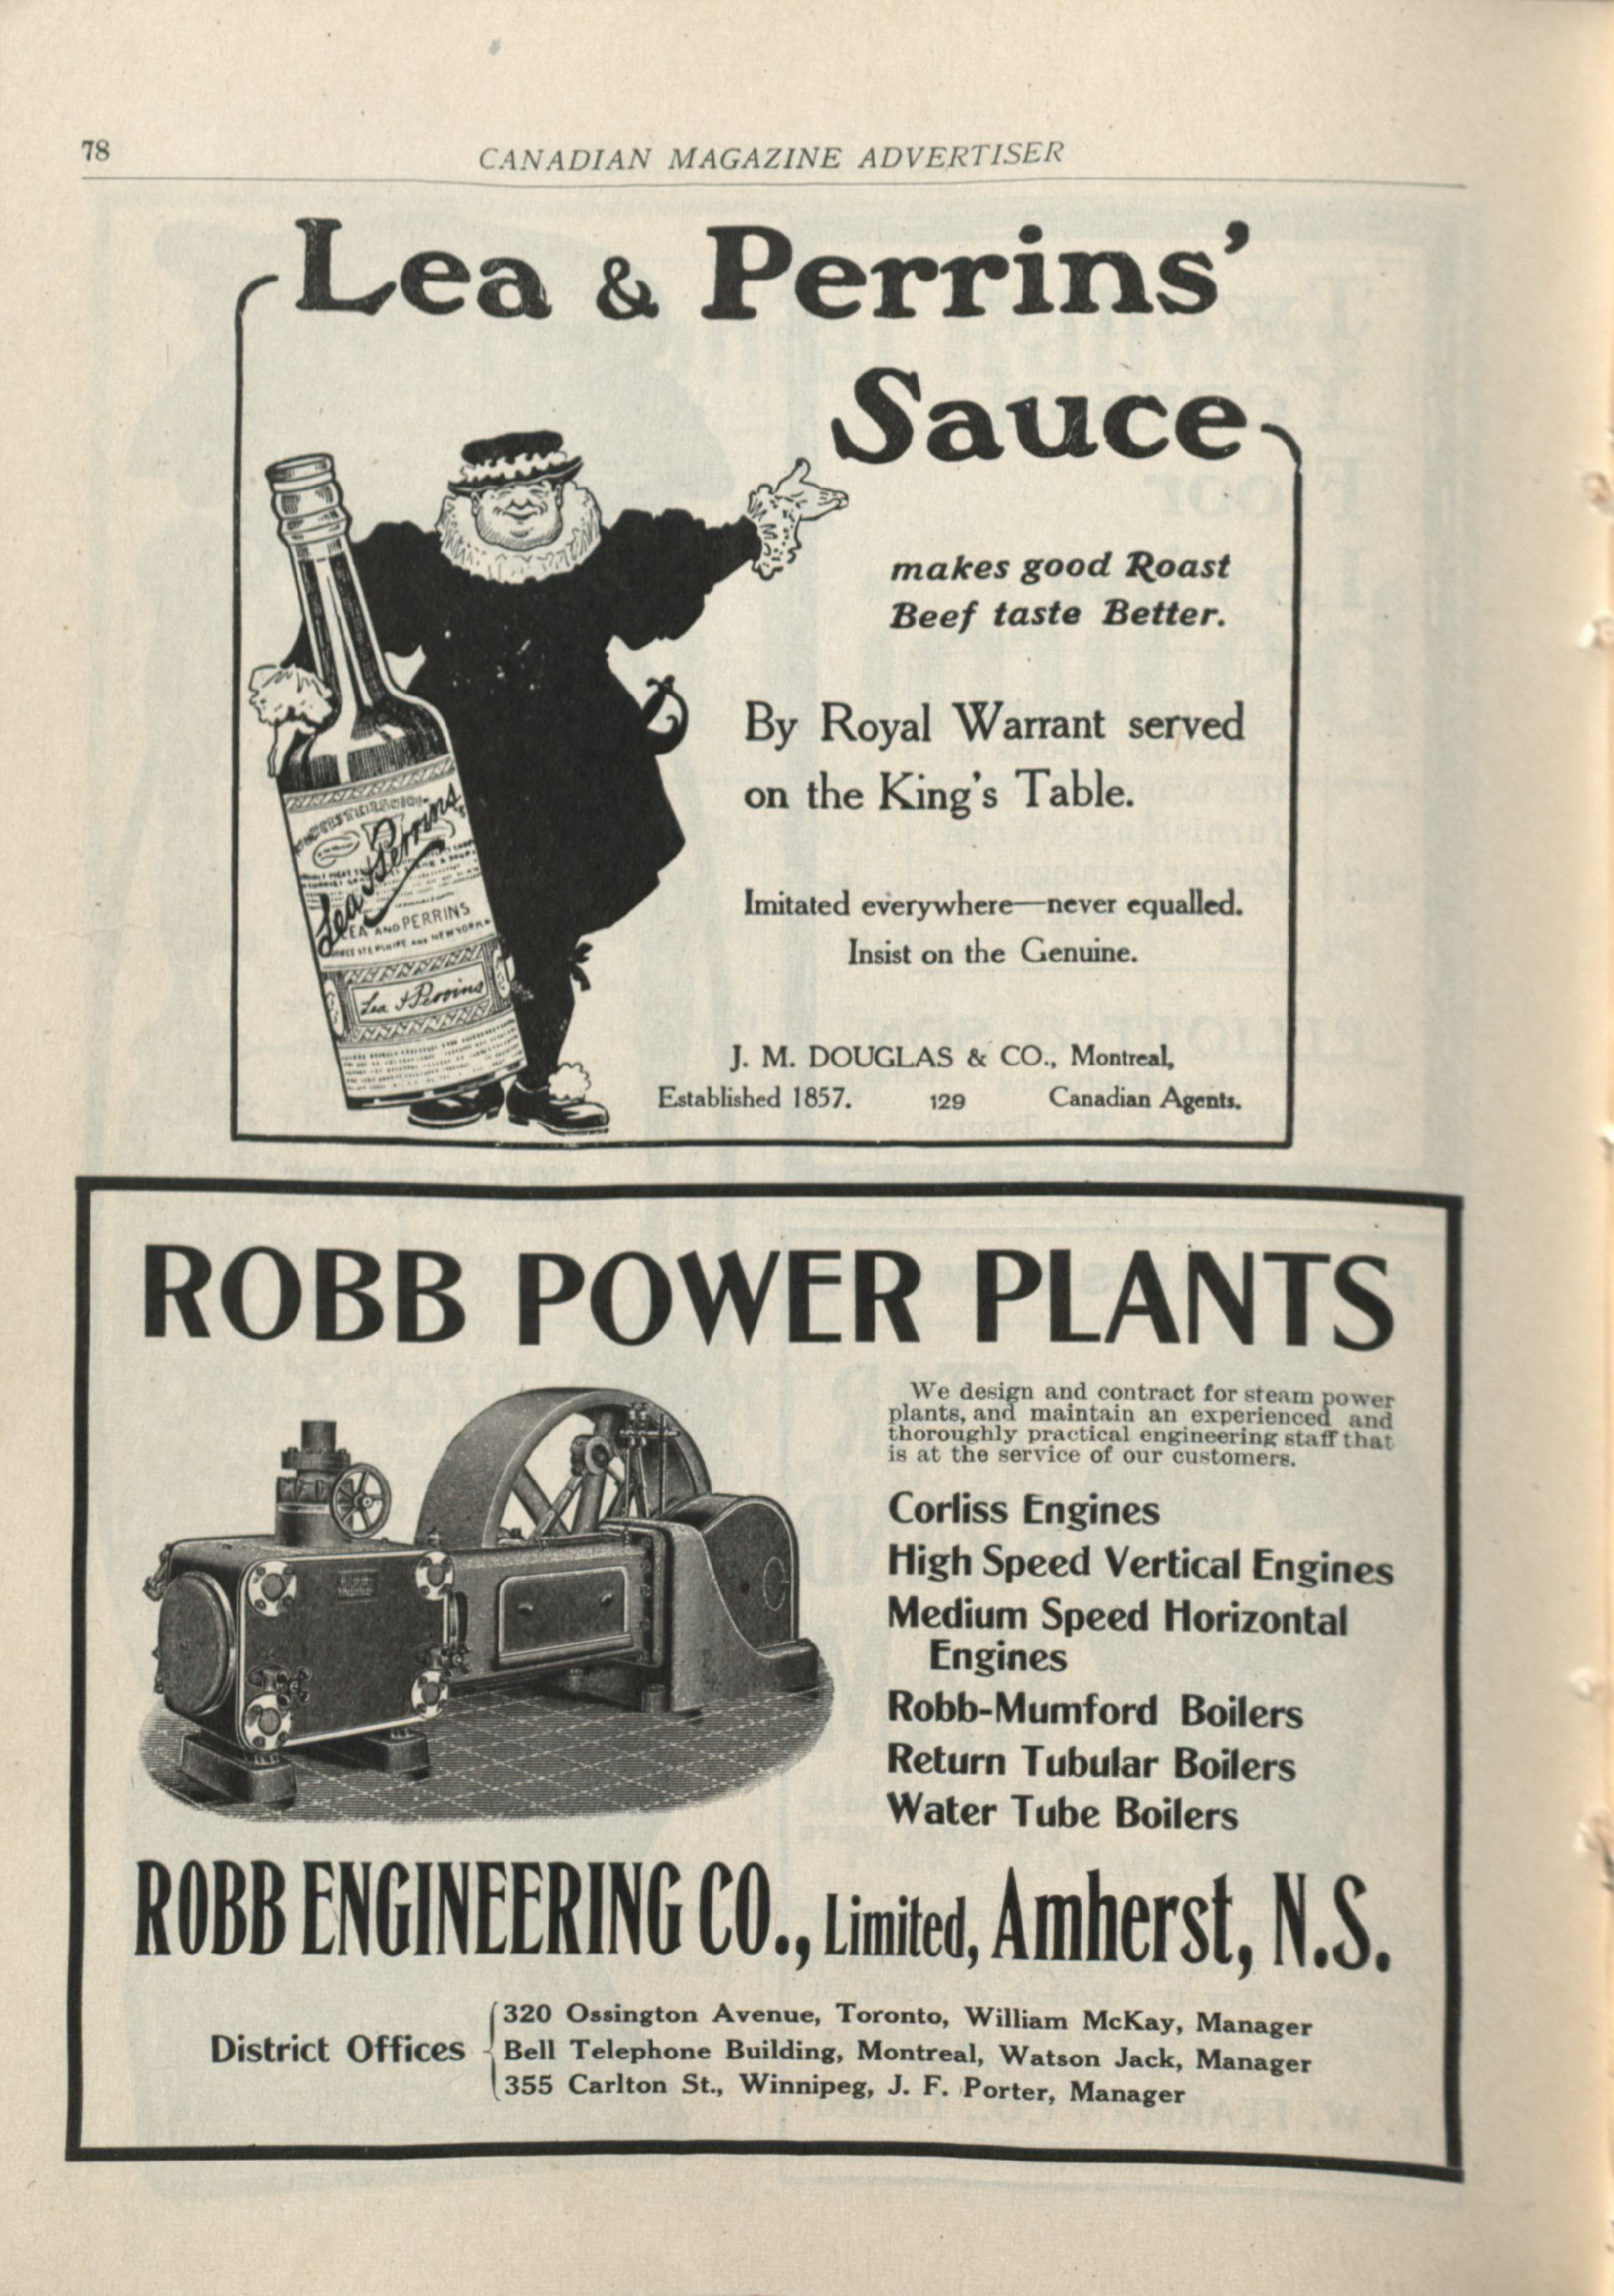 78
CANADIAN MAGAZINE ADVERTISER
Lea & Perrins'
Sauce
makes good Roast
Beef taste Better.
By Royal Warrant served
on the King's Table.
Imitated everywhere—never equalled.
Insist on the Genuine.
J. M. DOUGLAS & CO., Montreal,
Established 1857. 129 Canadian Agents.
Lea & Perrins
LEA AND PERRINS
AND NEW YORK
Lea & Perrins
ROBB POWER PLANTS
We design and contract for steam power
plants, and maintain an experienced and
thoroughly practical engineering staff that
is at the service of our customers.
Corliss Engines
High Speed Vertical Engines
Medium Speed Horizontal
Engines
Robb-Mumford Boilers
Return Tubular Boilers
Water Tube Boilers
ROBB ENGINEERING CO., Limited, Amherst, N.S.
District Offices
320 Ossington Avenue, Toronto, William McKay, Manager
Bell Telephone Building, Montreal, Watson Jack, Manager
355 Carlton St., Winnipeg, J. F. Porter, Manager